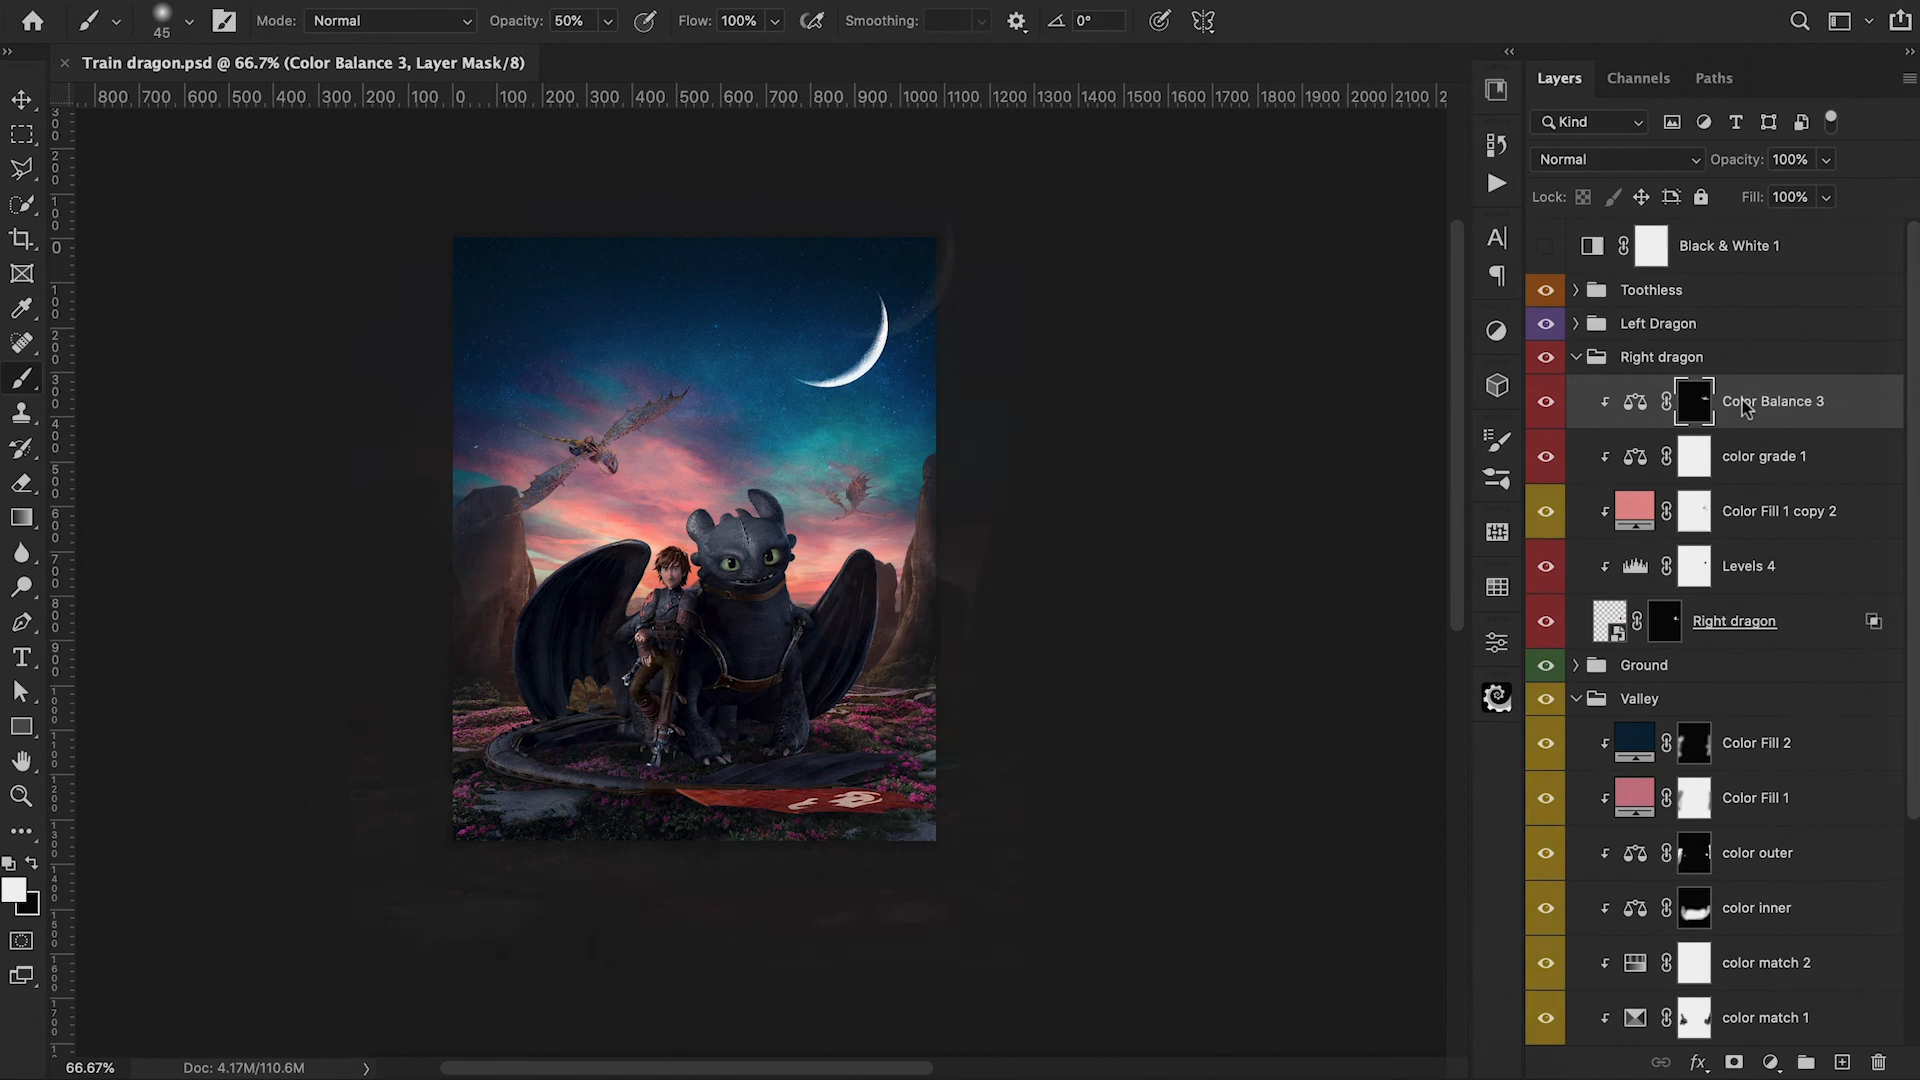 45
Mode: Normal
Opacity: 50%
Flow: 100%
Smoothing:
0°
Train dragon.psd @ 66.7% (Color Balance 3, Layer Mask/8)
800 700 600 500 400 300 200 100 0 100 200 300 400 500 600 700 800 900 1000 1100 1200 1300 1400 1500 1600 1700 1800 1900 2000 2100 2
Layers Channels Paths
Kind
Normal Opacity: 100%
Lock: Fill: 100%
Black & White 1
Toothless
Left Dragon
Right dragon
Color Balance 3
color grade 1
Color Fill 1 copy 2
Levels 4
Right dragon
Ground
Valley
Color Fill 2
Color Fill 1
color outer
color inner
color match 2
color match 1
66.67% Doc: 4.17M/110.6M